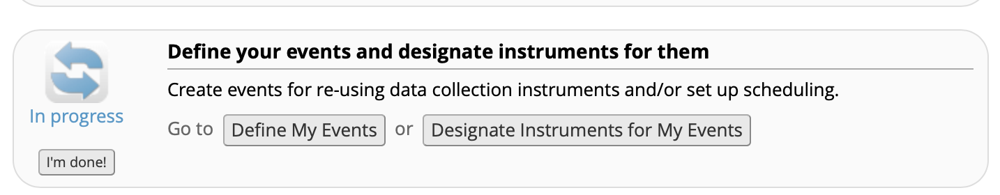 Define your events and designate instruments for them
Create events for re-using data collection instruments and/or set up scheduling.
In progress
Go to Define My Events or Designate Instruments for My Events
I'm done!